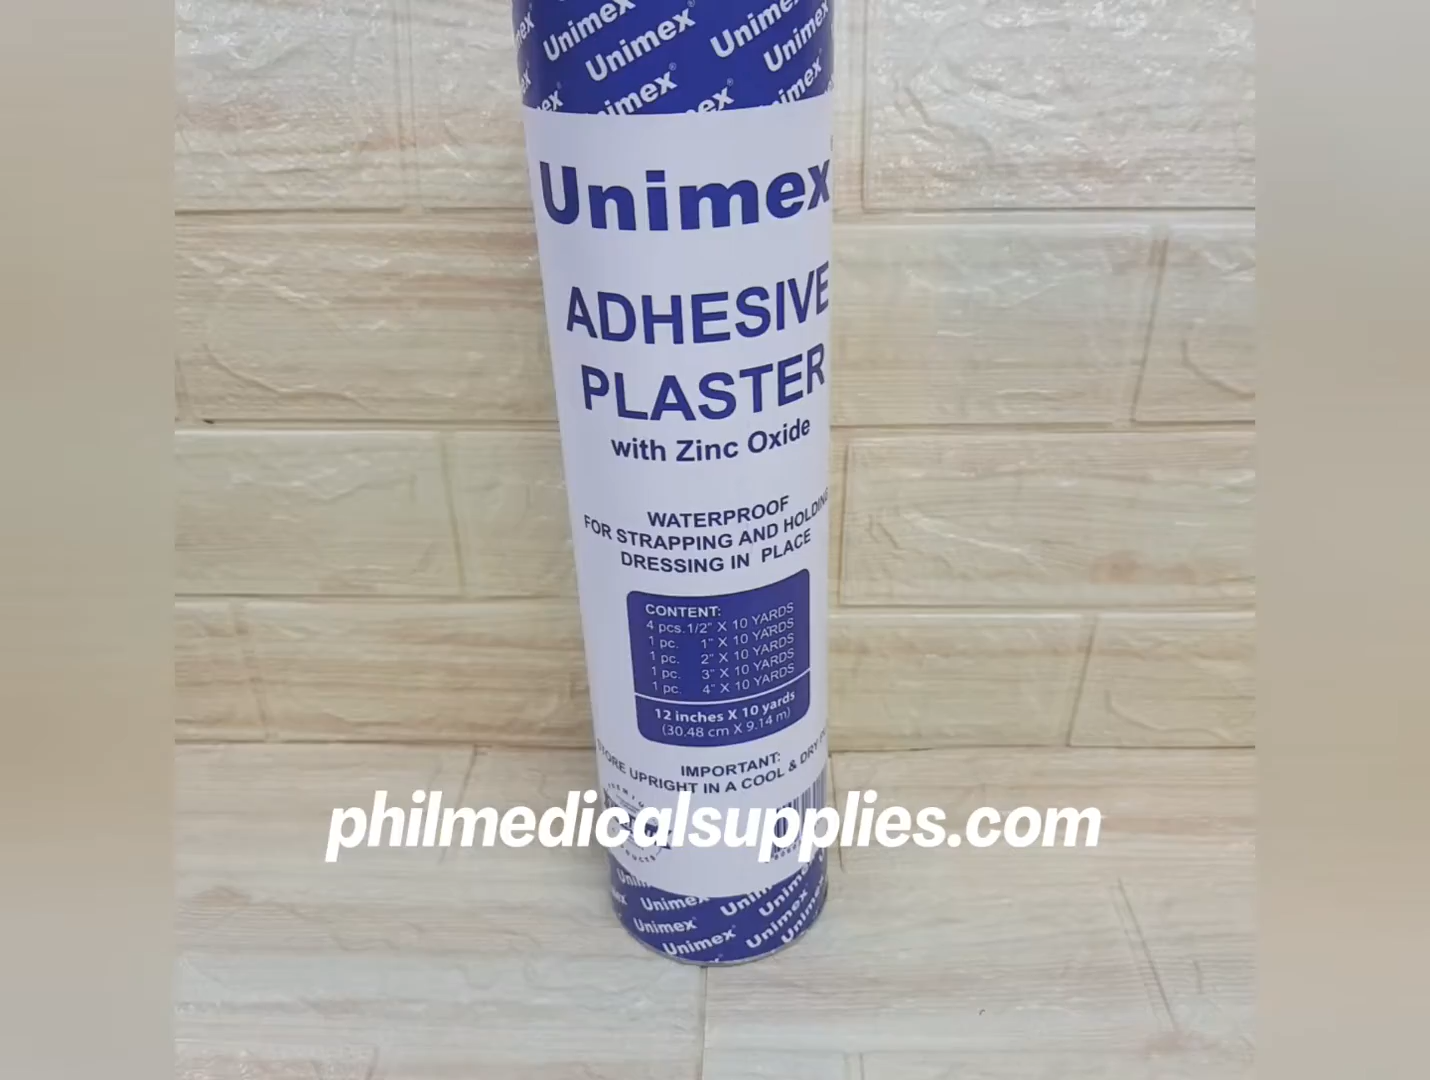 Unimex Unimex
Unimex Unimex Unimex
Unimex
ADHESIVE
PLASTER
with Zinc Oxide
WATERPROOF
FOR STRAPPING AND HOLDING
DRESSING IN PLACE
CONTENT:
4 pcs. 1/2" X 10 YARDS
1 pc. 1" X 10 YARDS
1 pc. 2" X 10 YARDS
1 pc. 3" X 10 YARDS
1 pc. 4" X 10 YARDS
12 inches X 10 yards
(30.48 cm X 9.14 m)
IMPORTANT:
STORE UPRIGHT IN A COOL & DRY
philmedicalsupplies.com
Unimex
Unimex
Unimex Unimex